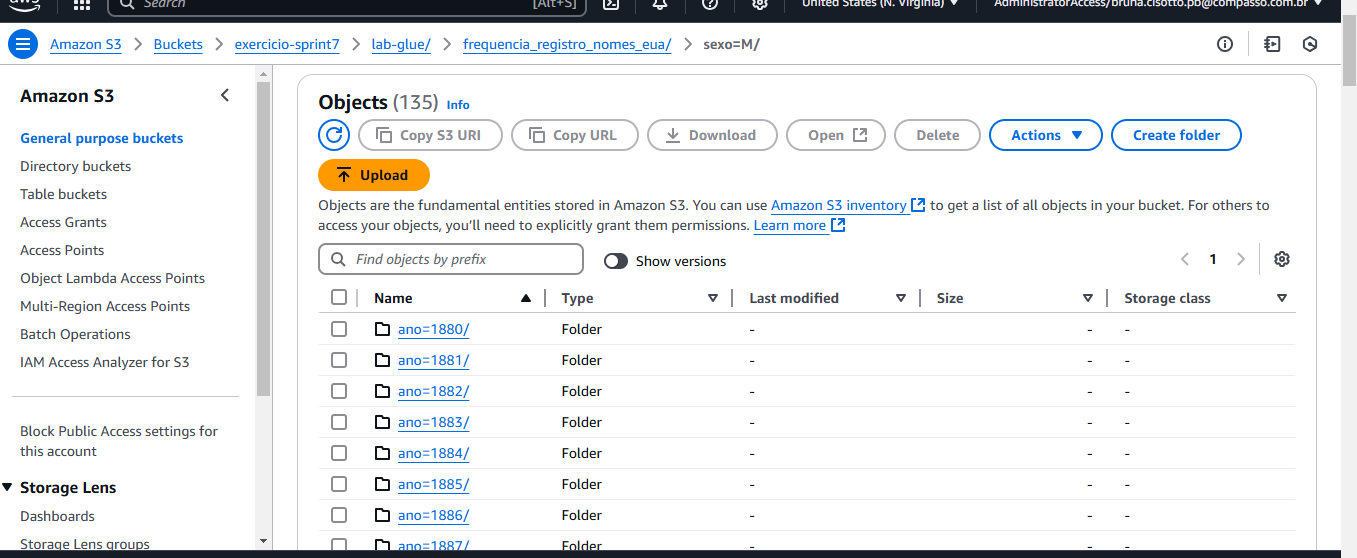 aws Search [Alt+S] United States (N. Virginia) AdministratorAccess/bruna.cisotto.pb@compasso.com.br
Amazon S3 > Buckets > exercicio-sprint7 > lab-glue/ > frequencia_registro_nomes_eua/ > sexo=M/
Amazon S3
General purpose buckets
Directory buckets
Table buckets
Access Grants
Access Points
Object Lambda Access Points
Multi-Region Access Points
Batch Operations
IAM Access Analyzer for S3
Block Public Access settings for
this account
Storage Lens
Dashboards
Storage Lens groups
Objects (135) Info
Copy S3 URI Copy URL Download Open Delete Actions Create folder
Upload
Objects are the fundamental entities stored in Amazon S3. You can use Amazon S3 inventory to get a list of all objects in your bucket. For others to
access your objects, you'll need to explicitly grant them permissions. Learn more
Find objects by prefix Show versions 1
Name Type Last modified Size Storage class
ano=1880/ Folder - - -
ano=1881/ Folder - - -
ano=1882/ Folder - - -
ano=1883/ Folder - - -
ano=1884/ Folder - - -
ano=1885/ Folder - - -
ano=1886/ Folder - - -
ano=1887/ Folder - - -